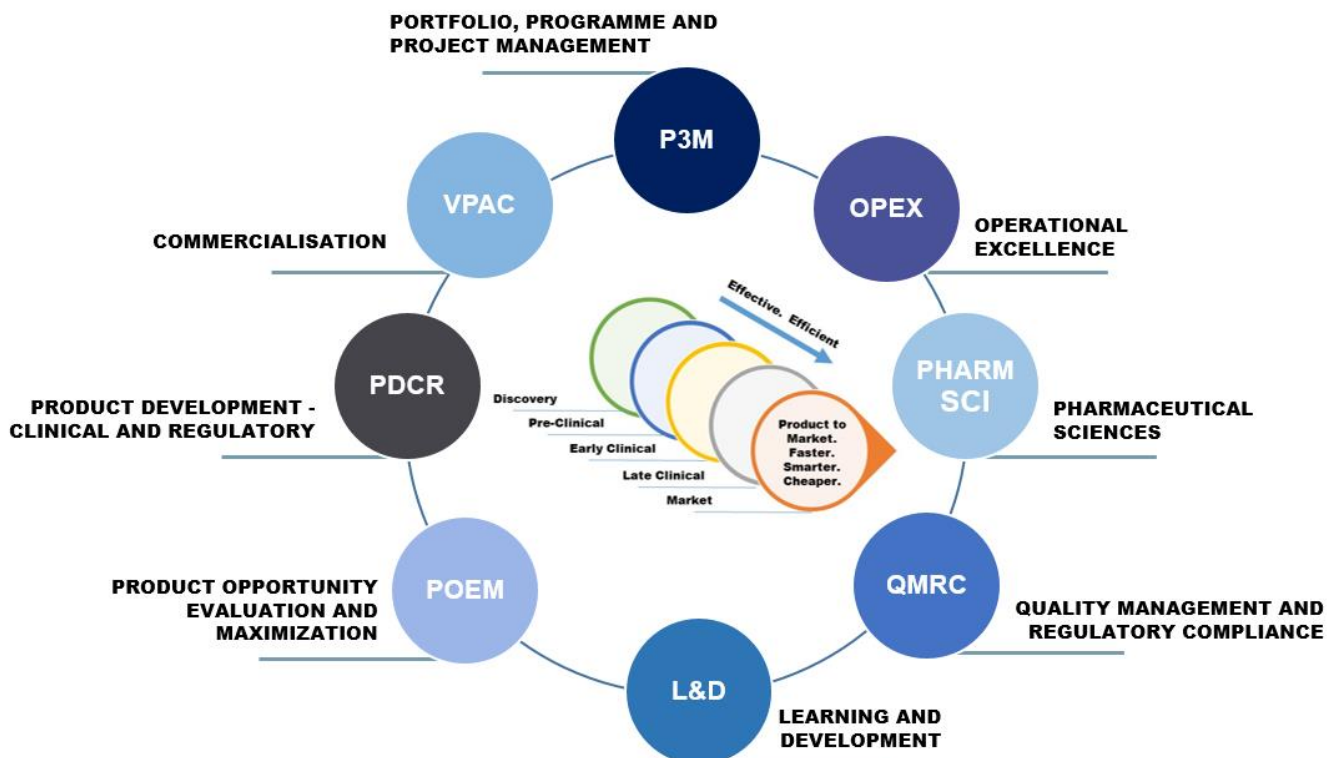 PORTFOLIO, PROGRAMME AND
PROJECT MANAGEMENT
P3M
VPAC
OPEX
COMMERCIALISATION
OPERATIONAL
EXCELLENCE
Effective. Efficient
PDCR
PHARM
SCI
Discovery
Pre-Clinical
Early Clinical
Late Clinical
Market
Product to
Market.
Faster.
Smarter.
Cheaper.
PRODUCT DEVELOPMENT -
CLINICAL AND REGULATORY
PHARMACEUTICAL
SCIENCES
POEM
QMRC
PRODUCT OPPORTUNITY
EVALUATION AND
MAXIMIZATION
QUALITY MANAGEMENT AND
REGULATORY COMPLIANCE
L&D
LEARNING AND
DEVELOPMENT